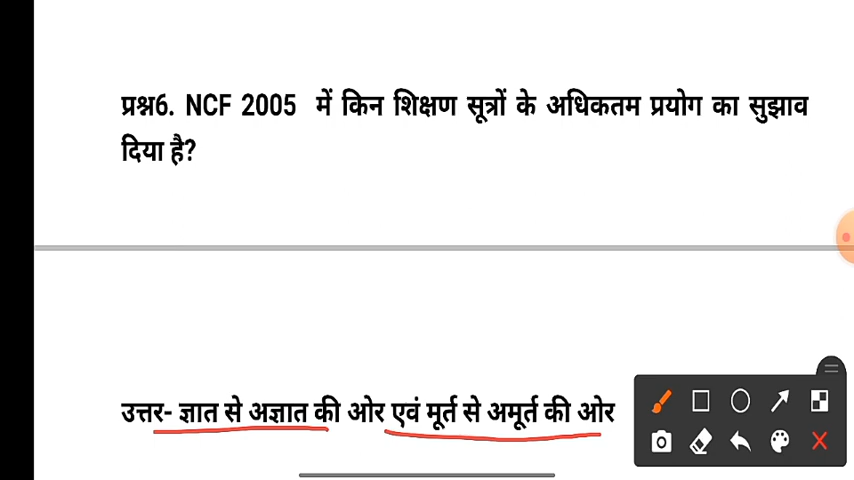 प्रश्न6. NCF 2005 में किन शिक्षण सूत्रों के अधिकतम प्रयोग का सुझाव
दिया है?
उत्तर- ज्ञात से अज्ञात की ओर एवं मूर्त से अमूर्त की ओर